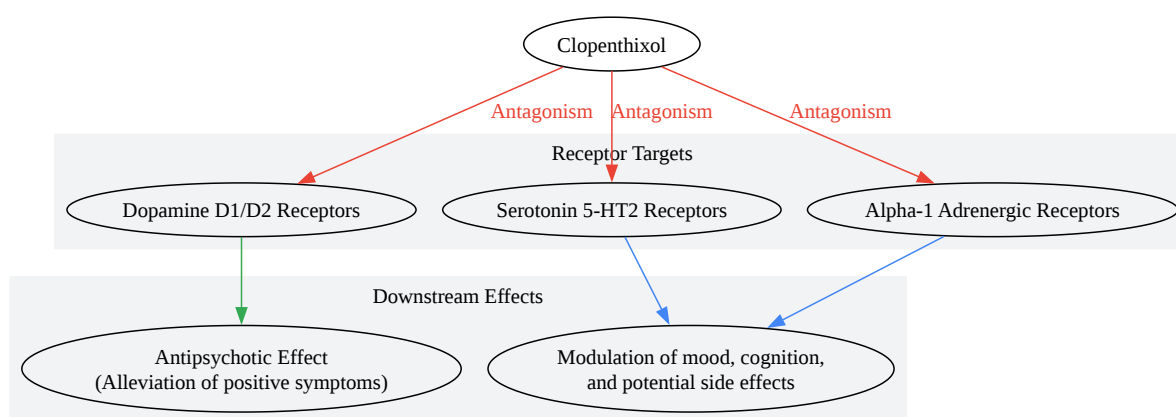 Clopenthixol
Antagonism
Antagonism
Antagonism
Receptor Targets
Dopamine D1/D2 Receptors
Serotonin 5-HT2 Receptors
Alpha-1 Adrenergic Receptors
Downstream Effects
Antipsychotic Effect
(Alleviation of positive symptoms)
Modulation of mood, cognition,
and potential side effects